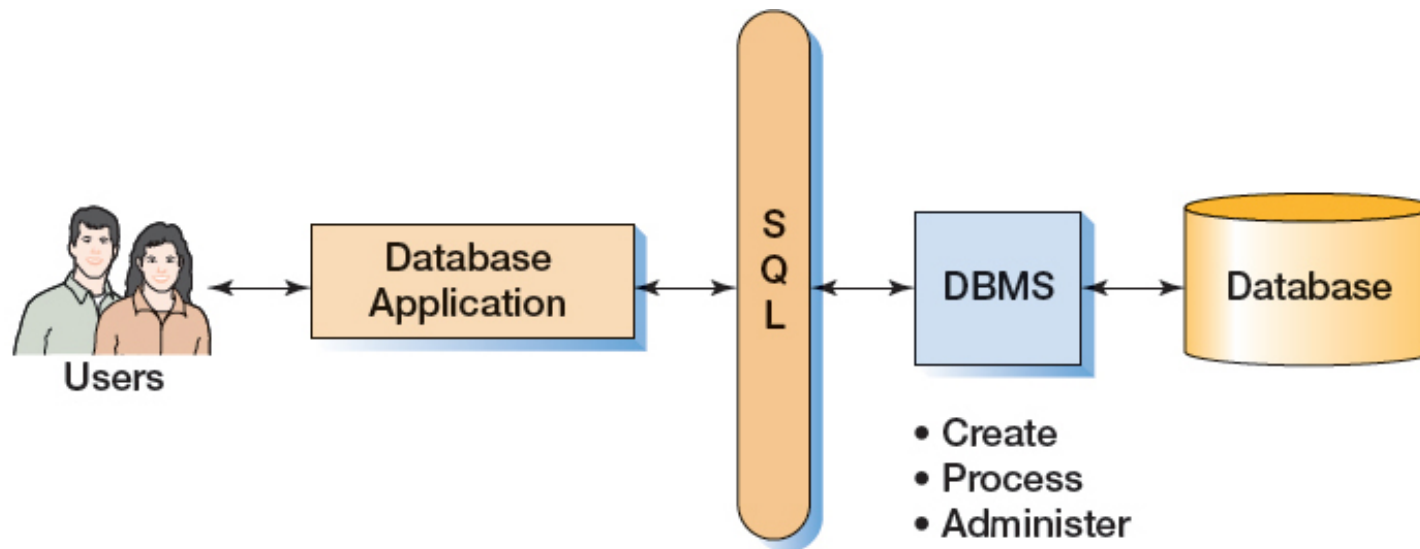 Users
Database
Application
S
Q
L
DBMS
• Create
• Process
• Administer
Database